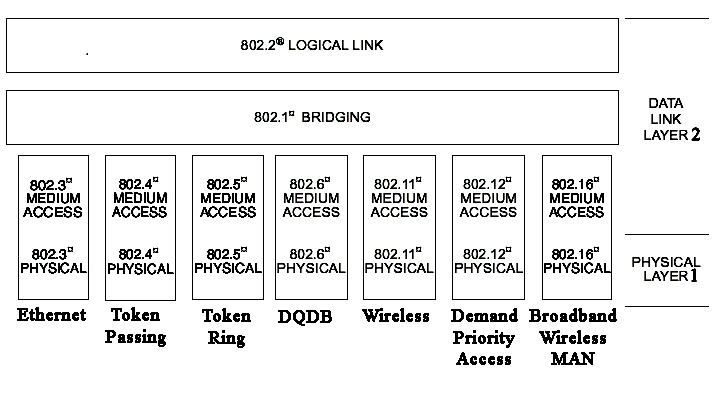 802.2® LOGICAL LINK
802.1¤ BRIDGING
DATA
LINK
LAYER 2
802.3¤
MEDIUM
ACCESS
802.3¤
PHYSICAL
802.4¤
MEDIUM
ACCESS
802.4¤
PHYSICAL
802.5¤
MEDIUM
ACCESS
802.5¤
PHYSICAL
802.6¤
MEDIUM
ACCESS
802.6¤
PHYSICAL
802.11¤
MEDIUM
ACCESS
802.11¤
PHYSICAL
802.12¤
MEDIUM
ACCESS
802.12¤
PHYSICAL
802.16¤
MEDIUM
ACCESS
802.16¤
PHYSICAL
PHYSICAL
LAYER 1
Ethernet
Token
Passing
Token
Ring
DQDB
Wireless
Demand
Priority
Access
Broadband
Wireless
MAN